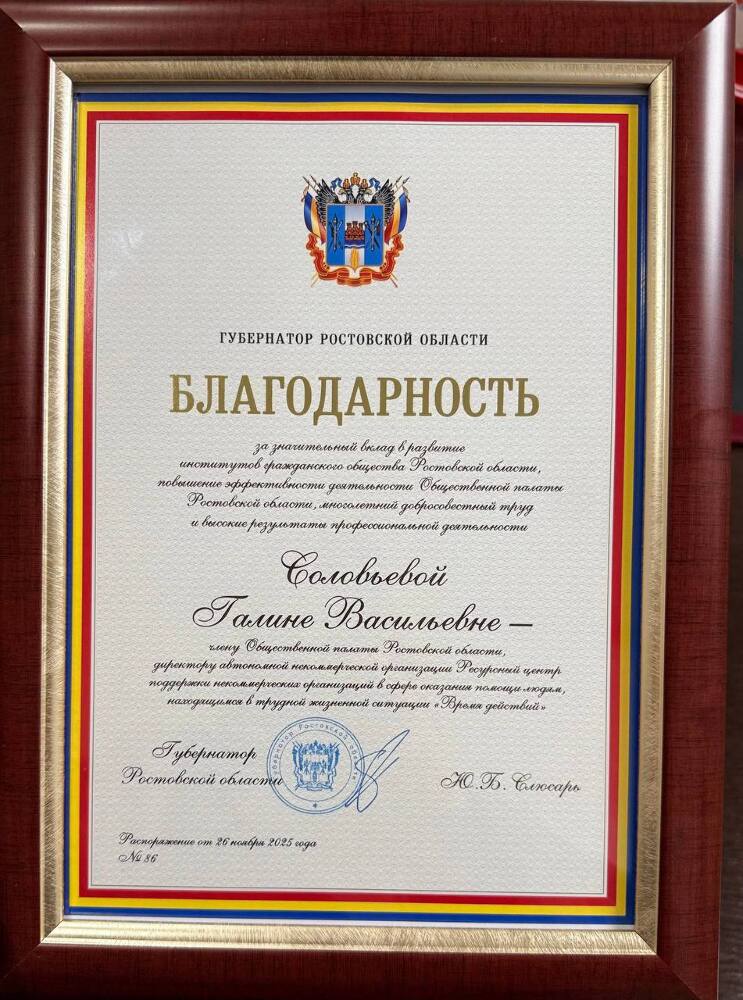 ГУБЕРНАТОР РОСТОВСКОЙ ОБЛАСТИ
БЛАГОДАРНОСТЬ
за значительный вклад в развитие
институтов гражданского общества Ростовской области,
повышение эффективности деятельности Общественной палаты
Ростовской области, многолетний добросовестный труд
и высокие результаты профессиональной деятельности
Соловьевой
Галине Васильевне –
члену Общественной палаты Ростовской области,
директору автономной некоммерческой организации Ресурсный центр
поддержки некоммерческих организаций в сфере оказания помощи людям,
находящимся в трудной жизненной ситуации «Время действий»
Губернатор
Ростовской области
Губернатор Ростовской области
Ю.Б. Слюсарь
Распоряжение от 26 ноября 2025 года
№ 86